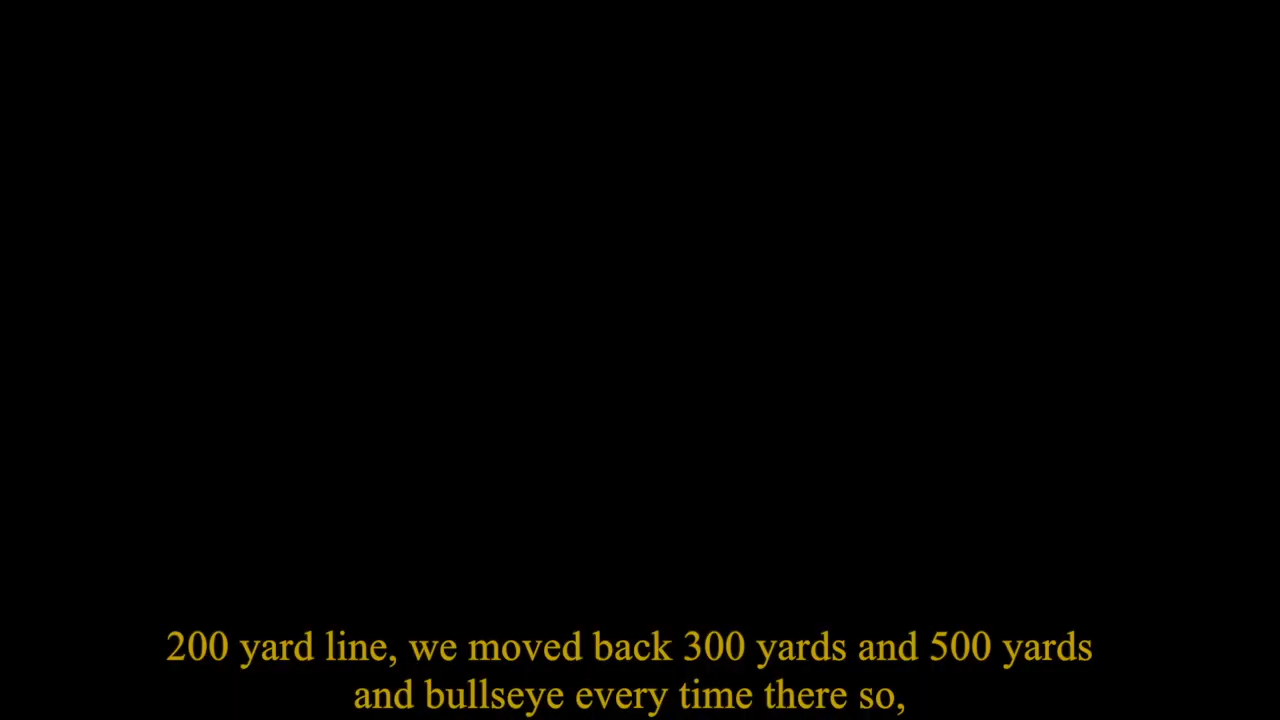 200 yard line, we moved back 300 yards and 500 yards
and bullseye every time there so,